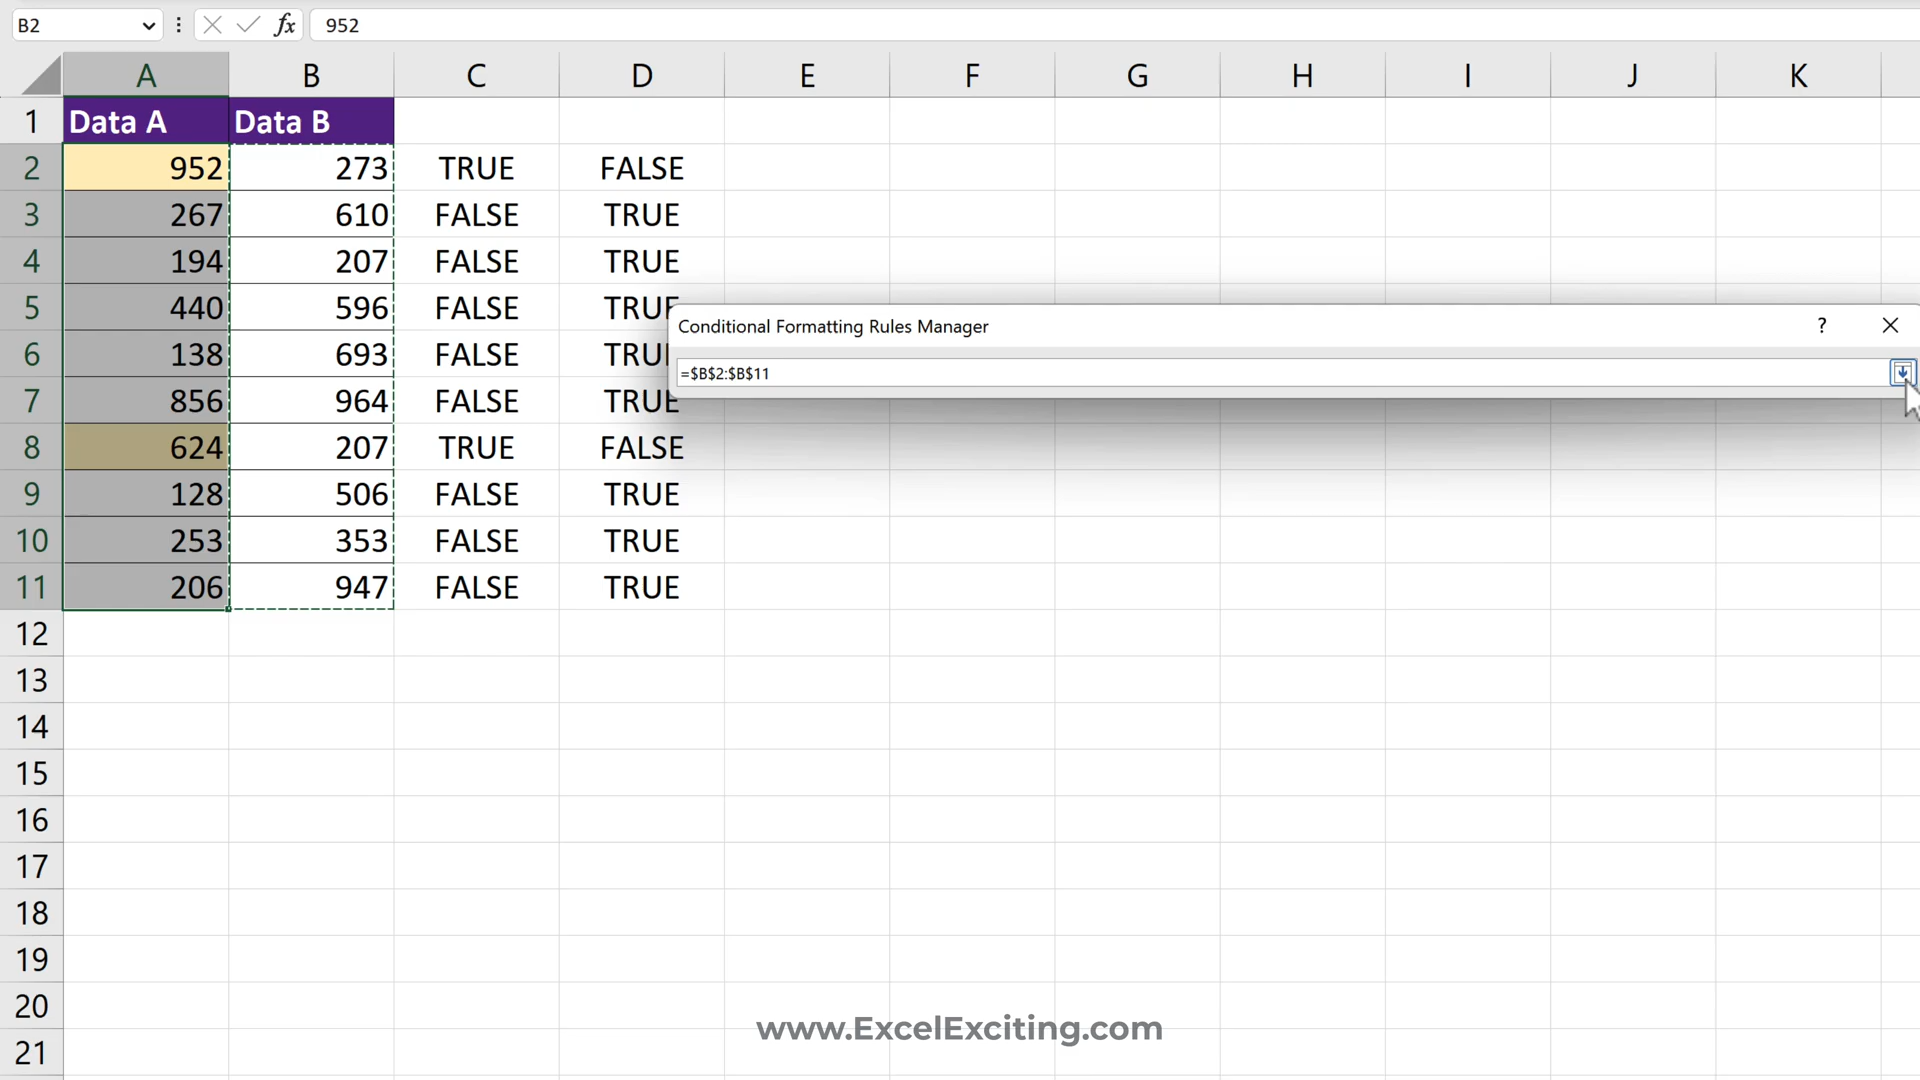 B2 fx 952
A B C D E F G H I J K
1 Data A Data B
2 952 273 TRUE FALSE
3 267 610 FALSE TRUE
4 194 207 FALSE TRUE
5 440 596 FALSE TRUE
Conditional Formatting Rules Manager ?
6 138 693 FALSE TRUE
=$B$2:$B$11
7 856 964 FALSE TRUE
8 624 207 TRUE FALSE
9 128 506 FALSE TRUE
10 253 353 FALSE TRUE
11 206 947 FALSE TRUE
12
13
14
15
16
17
18
19
20
www.ExcelExciting.com
21